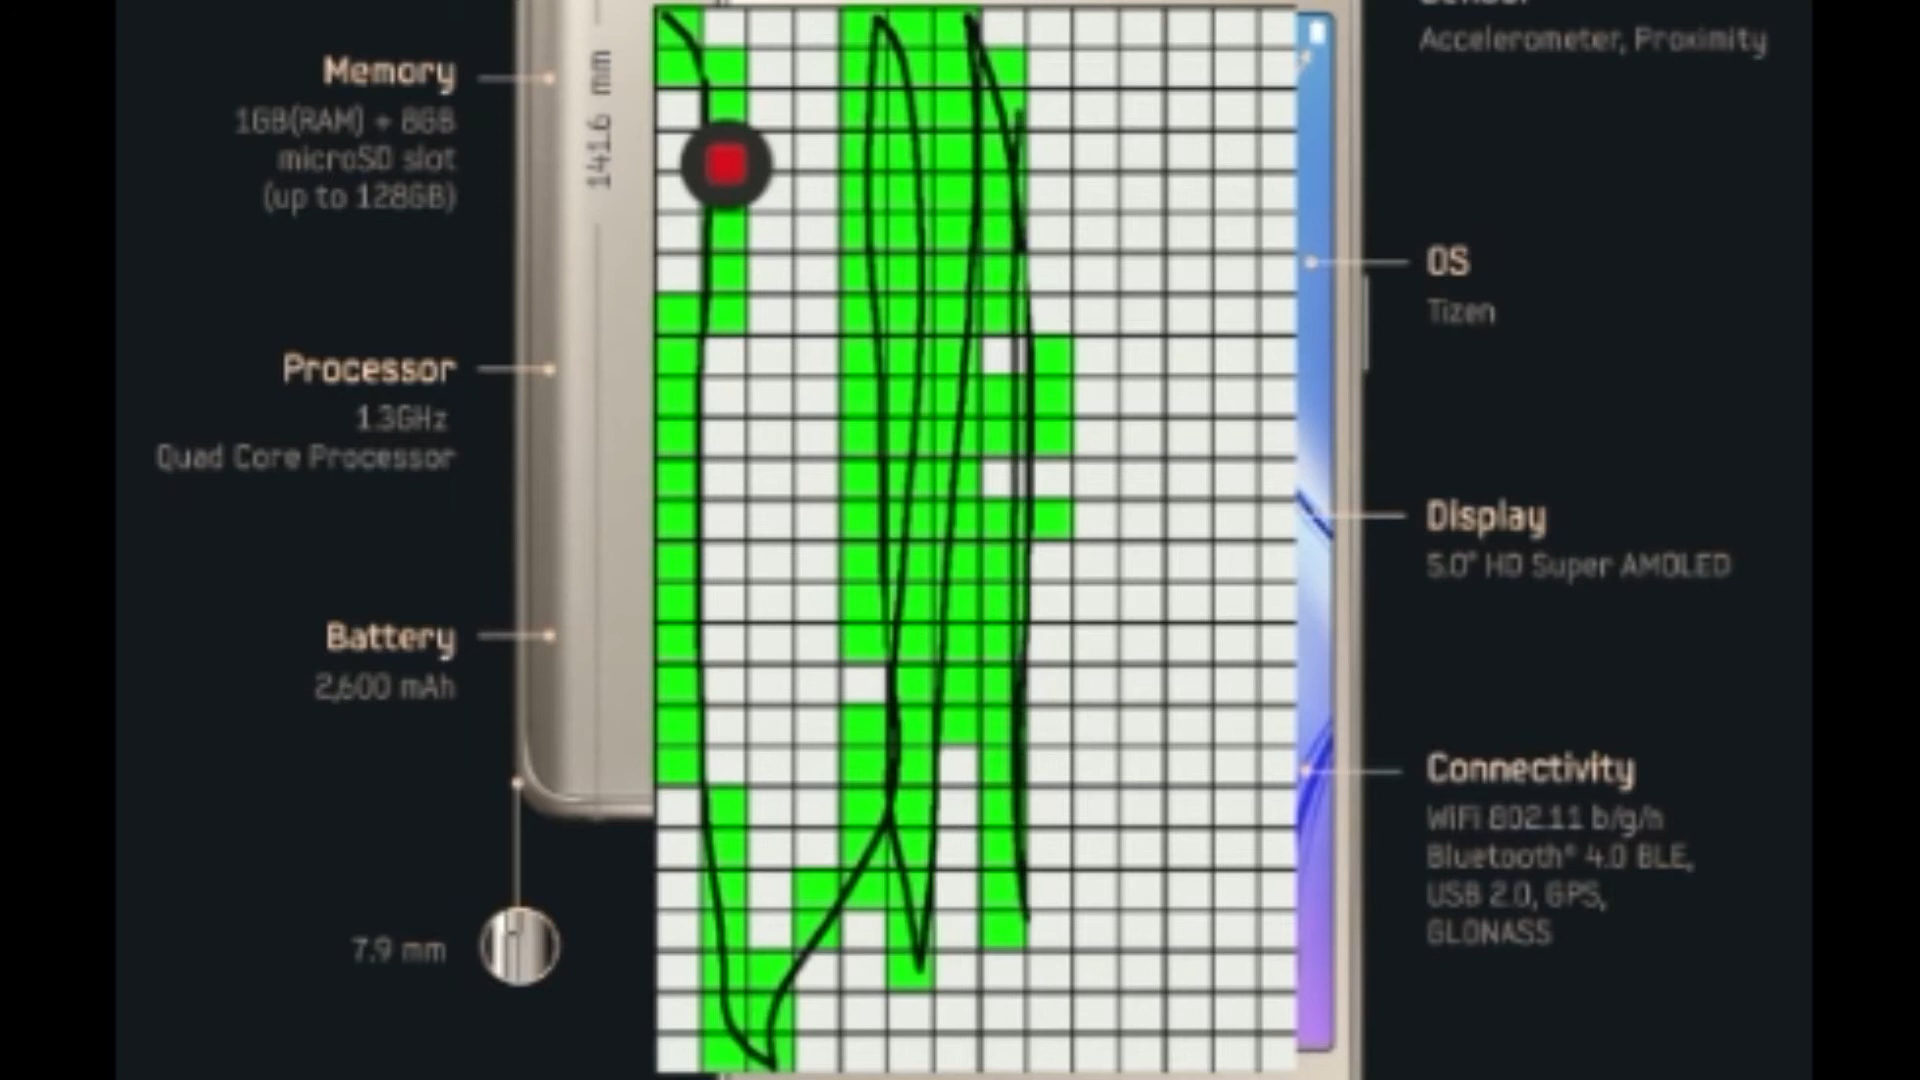 Memory
1GB(RAM) + 8GB
microSD slot
(up to 128GB)
Processor
1.3GHz
Quad Core Processor
Battery
2,600 mAh
7.9 mm
141.6 mm
Accelerometer, Proximity
OS
Tizen
Display
5.0" HD Super AMOLED
Connectivity
WiFi 802.11 b/g/h
Bluetooth® 4.0 BLE,
USB 2.0, GPS,
GLONASS